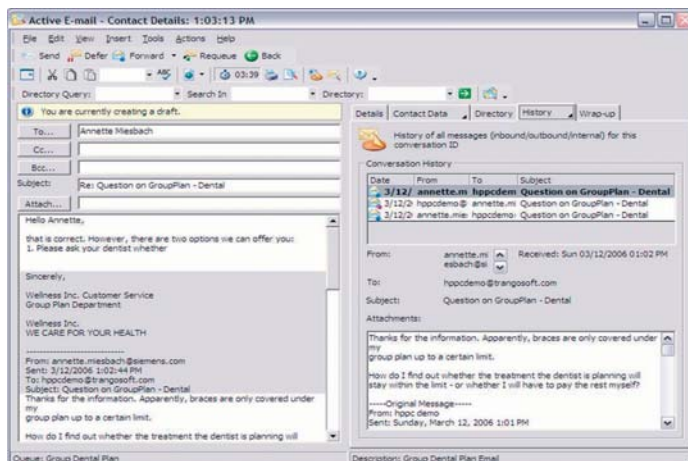 Active E-mail - Contact Details: 1:03:13 PM
File Edit View Insert Tools Actions Help
Send Defer Forward Requeue Back
ABC 03:39
Directory Query: Search In Directory:
You are currently creating a draft.
To... Annette Miesbach
Cc...
Bcc...
Subject: Re: Question on GroupPlan - Dental
Attach...
Hello Annette,
that is correct. However, there are two options we can offer you:
1. Please ask your dentist whether
Sincerely,
Wellness Inc. Customer Service
Group Plan Department
Wellness Inc.
WE CARE FOR YOUR HEALTH
------------------------------
From: annette.miesbach@siemens.com
Sent: 3/12/2006 1:02:44 PM
To: hppcdemo@trangosoft.com
Subject: Question on GroupPlan - Dental
Thanks for the information. Apparently, braces are only covered under
my
group plan up to a certain limit.
How do I find out whether the treatment the dentist is planning will
Queue: Group Dental Plan
Details Contact Data Directory History Wrap-up
History of all messages (inbound/outbound/internal) for this
conversation ID
Conversation History
Date From To Subject
3/12/ annette.m hppcdem Question on GroupPlan - Dental
3/12/2 hppcdemo@ annette.m Question on GroupPlan - Dental
3/12/2 annette.mie hppcdemo Question on GroupPlan - Dental
From: annette.mi Received: Sun 03/12/2006 01:02 PM
esbach@si
To: hppcdemo@trangosoft.com
Subject: Question on GroupPlan - Dental
Attachments:
Thanks for the information. Apparently, braces are only covered under
my
group plan up to a certain limit.
How do I find out whether the treatment the dentist is planning will
stay within the limit - or whether I will have to pay the rest myself?
-----Original Message-----
From: hppc demo
Sent: Sunday, March 12, 2006 1:01 PM
Description: Group Dental Plan Email